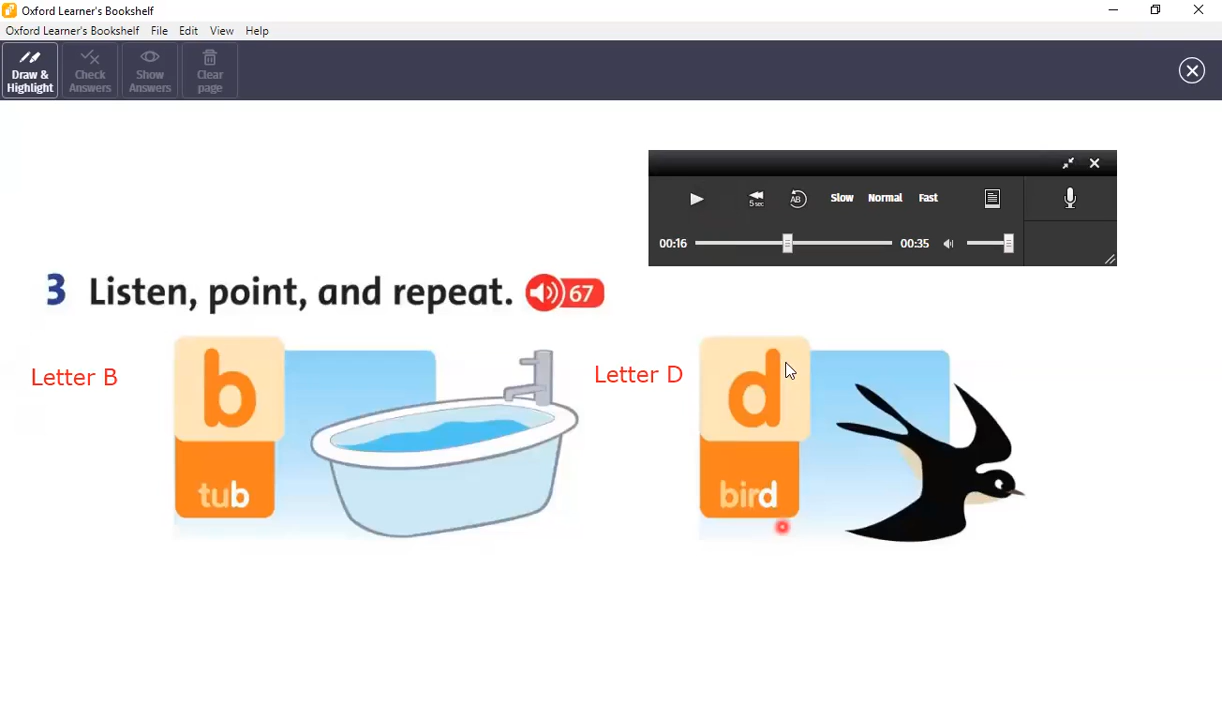 Oxford Learner's Bookshelf
Oxford Learner's Bookshelf File Edit View Help
Draw & Highlight
Check Answers
Show Answers
Clear page
5 sec AB Slow Normal Fast
00:16 00:35
3 Listen, point, and repeat. 67
Letter B
b
tub
Letter D
d
bird